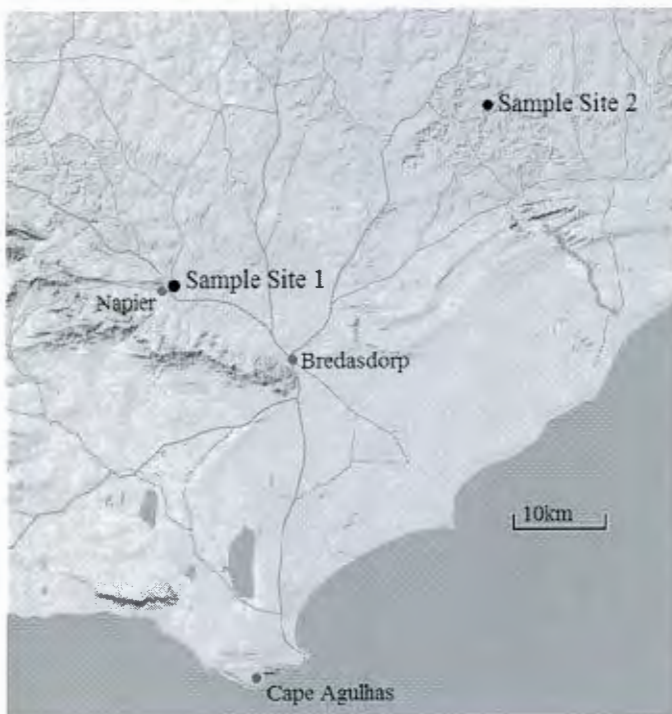 Sample Site 2
Sample Site 1
Napier
Bredasdorp
10km
Cape Agulhas